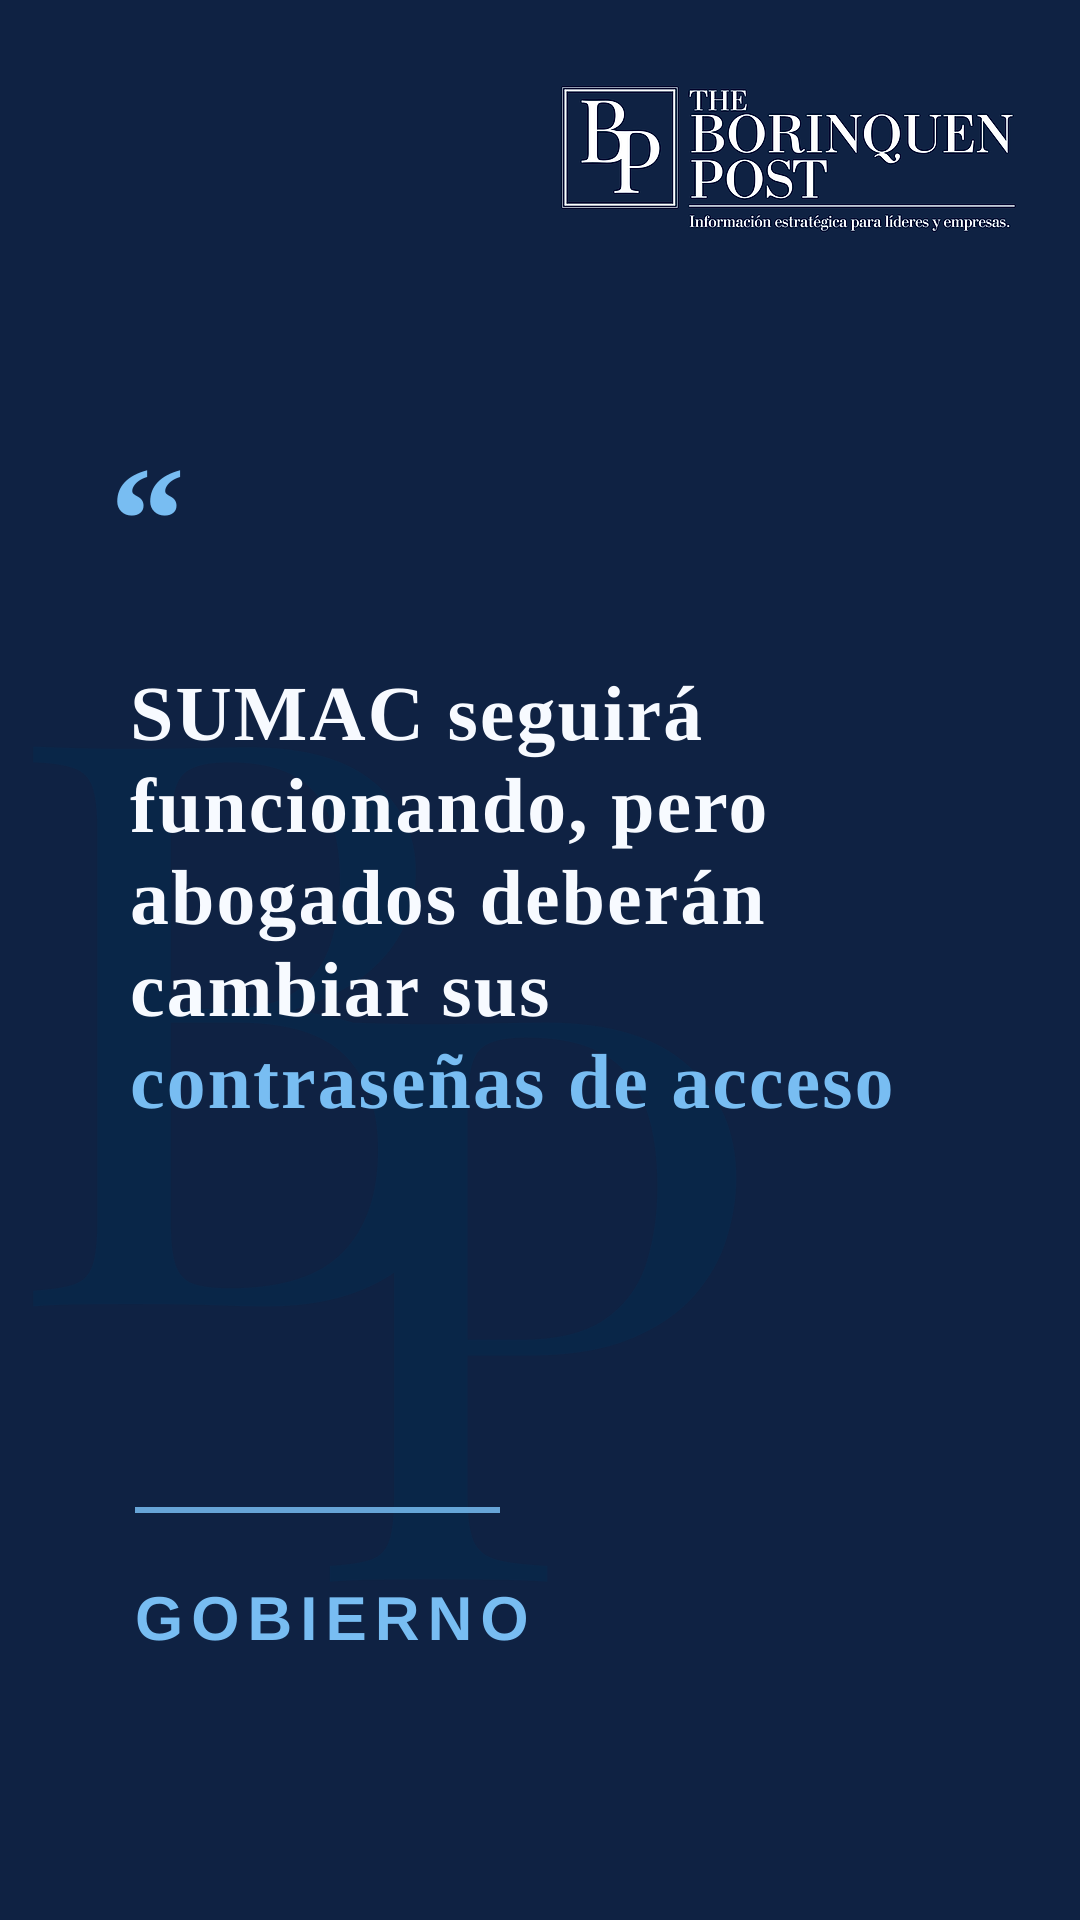 BP
THE
BORINQUEN
POST
Información estratégica para líderes y empresas.
“
SUMAC seguirá
funcionando, pero
abogados deberán
cambiar sus
contraseñas de acceso
GOBIERNO